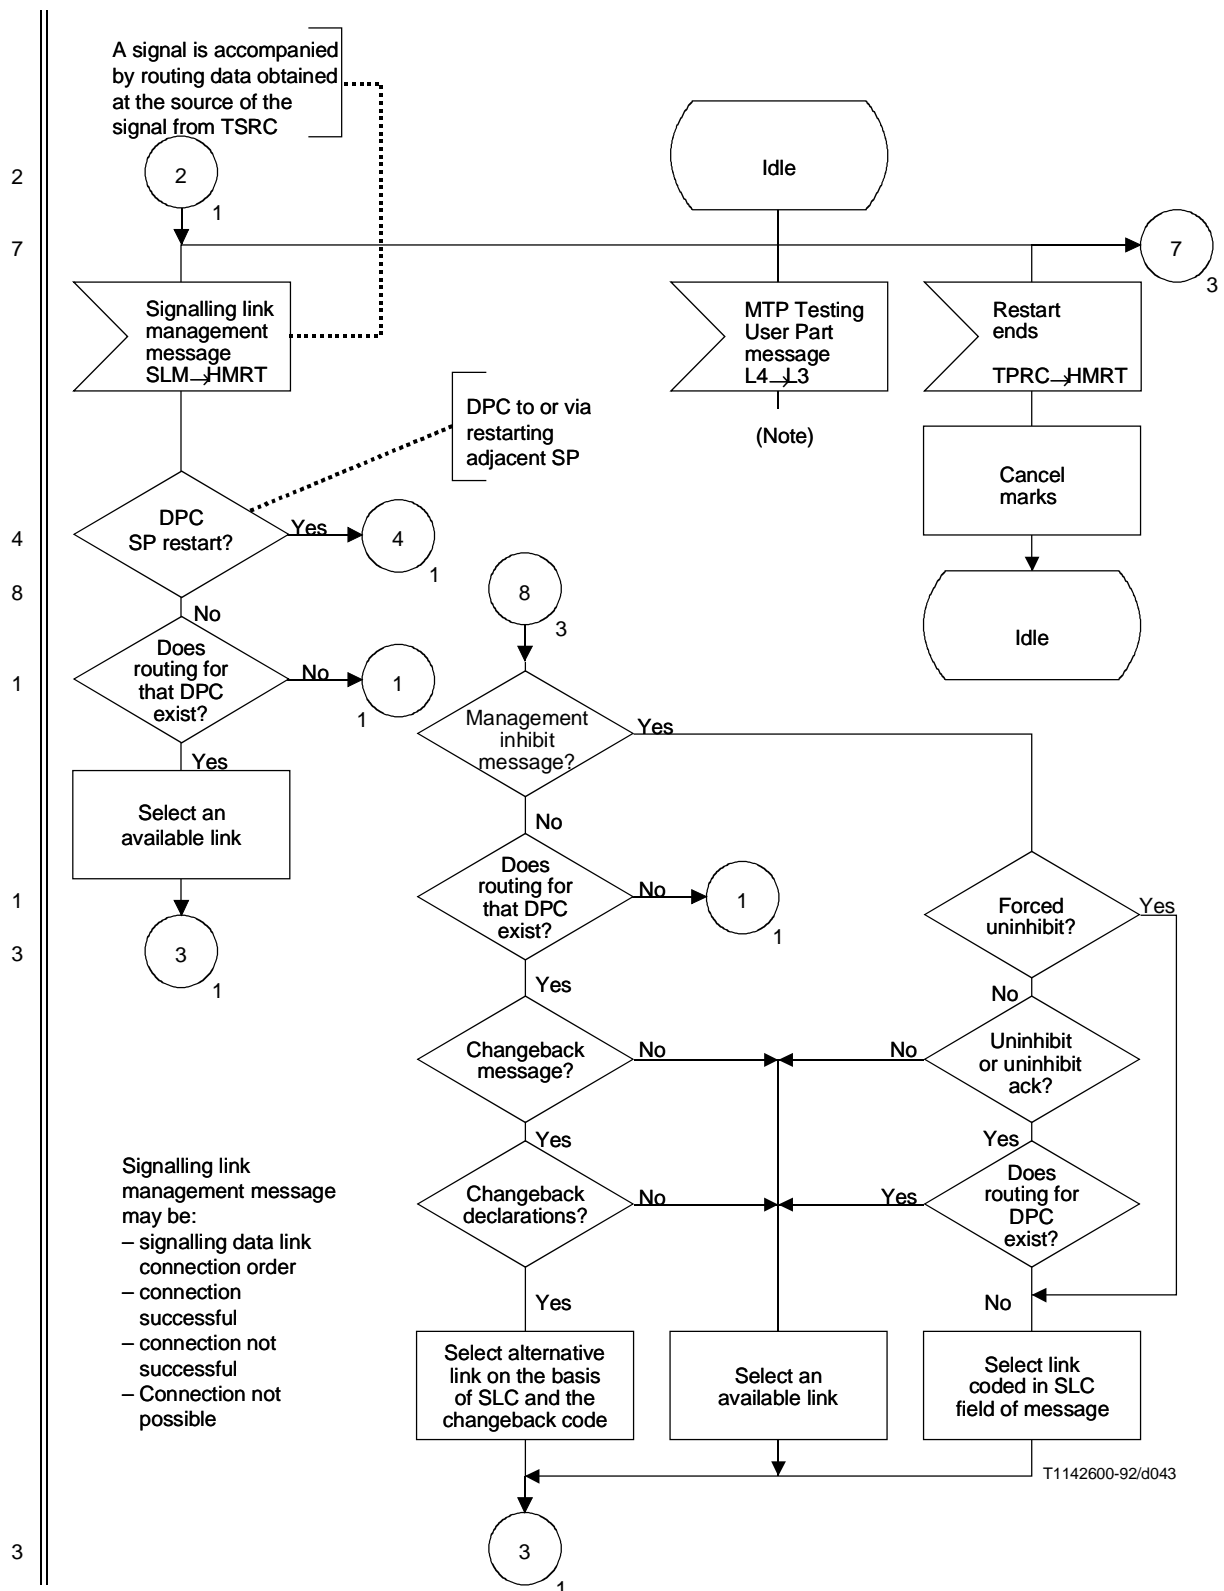 A signal is accompanied
by routing data obtained
at the source of the
signal from TSRC
2
2
1
Idle
7
7
3
Signalling link
management
message
SLM→HMRT
MTP Testing
User Part
message
L4→L3
(Note)
Restart
ends
TPRC→HMRT
Cancel
marks
Idle
DPC to or via
restarting
adjacent SP
4
DPC
SP restart?
Yes
4
1
No
8
8
3
1
Does
routing for
that DPC
exist?
No
1
1
Yes
Select an
available link
3
3
1
Management
inhibit
message?
Yes
No
1
Does
routing for
that DPC
exist?
No
1
1
Yes
Forced
uninhibit?
Yes
No
Changeback
message?
No
Yes
Uninhibit
or uninhibit
ack?
No
Yes
Changeback
declarations?
No
Yes
Does
routing for
DPC
exist?
Yes
No
Signalling link
management message
may be:
– signalling data link
connection order
– connection
successful
– connection not
successful
– Connection not
possible
Select alternative
link on the basis
of SLC and the
changeback code
Select an
available link
Select link
coded in SLC
field of message
T1142600-92/d043
3
3
1